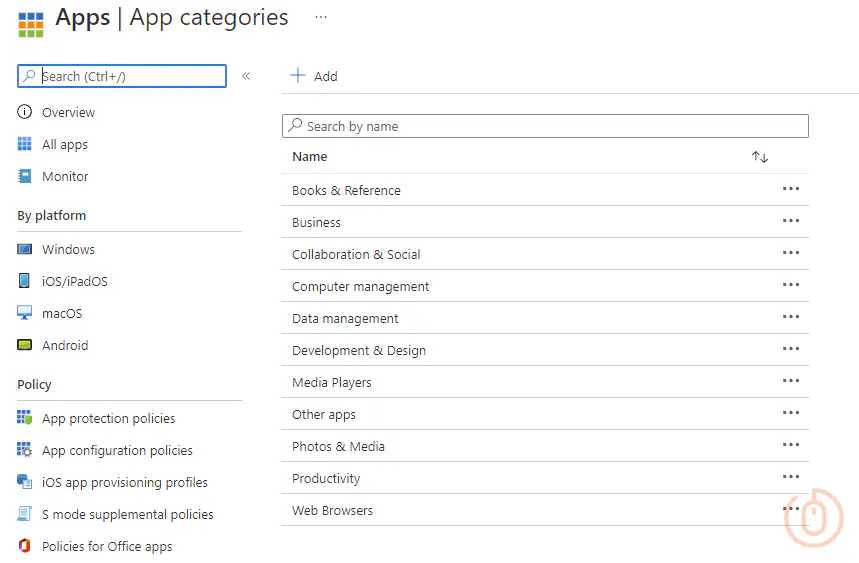 Apps | App categories ...
Search (Ctrl+/)
«
Overview
All apps
Monitor
By platform
Windows
iOS/iPadOS
macOS
Android
Policy
App protection policies
App configuration policies
iOS app provisioning profiles
S mode supplemental policies
Policies for Office apps
+ Add
Search by name
Name ↑↓
Books & Reference ...
Business ...
Collaboration & Social ...
Computer management ...
Data management ...
Development & Design ...
Media Players ...
Other apps ...
Photos & Media ...
Productivity ...
Web Browsers ...